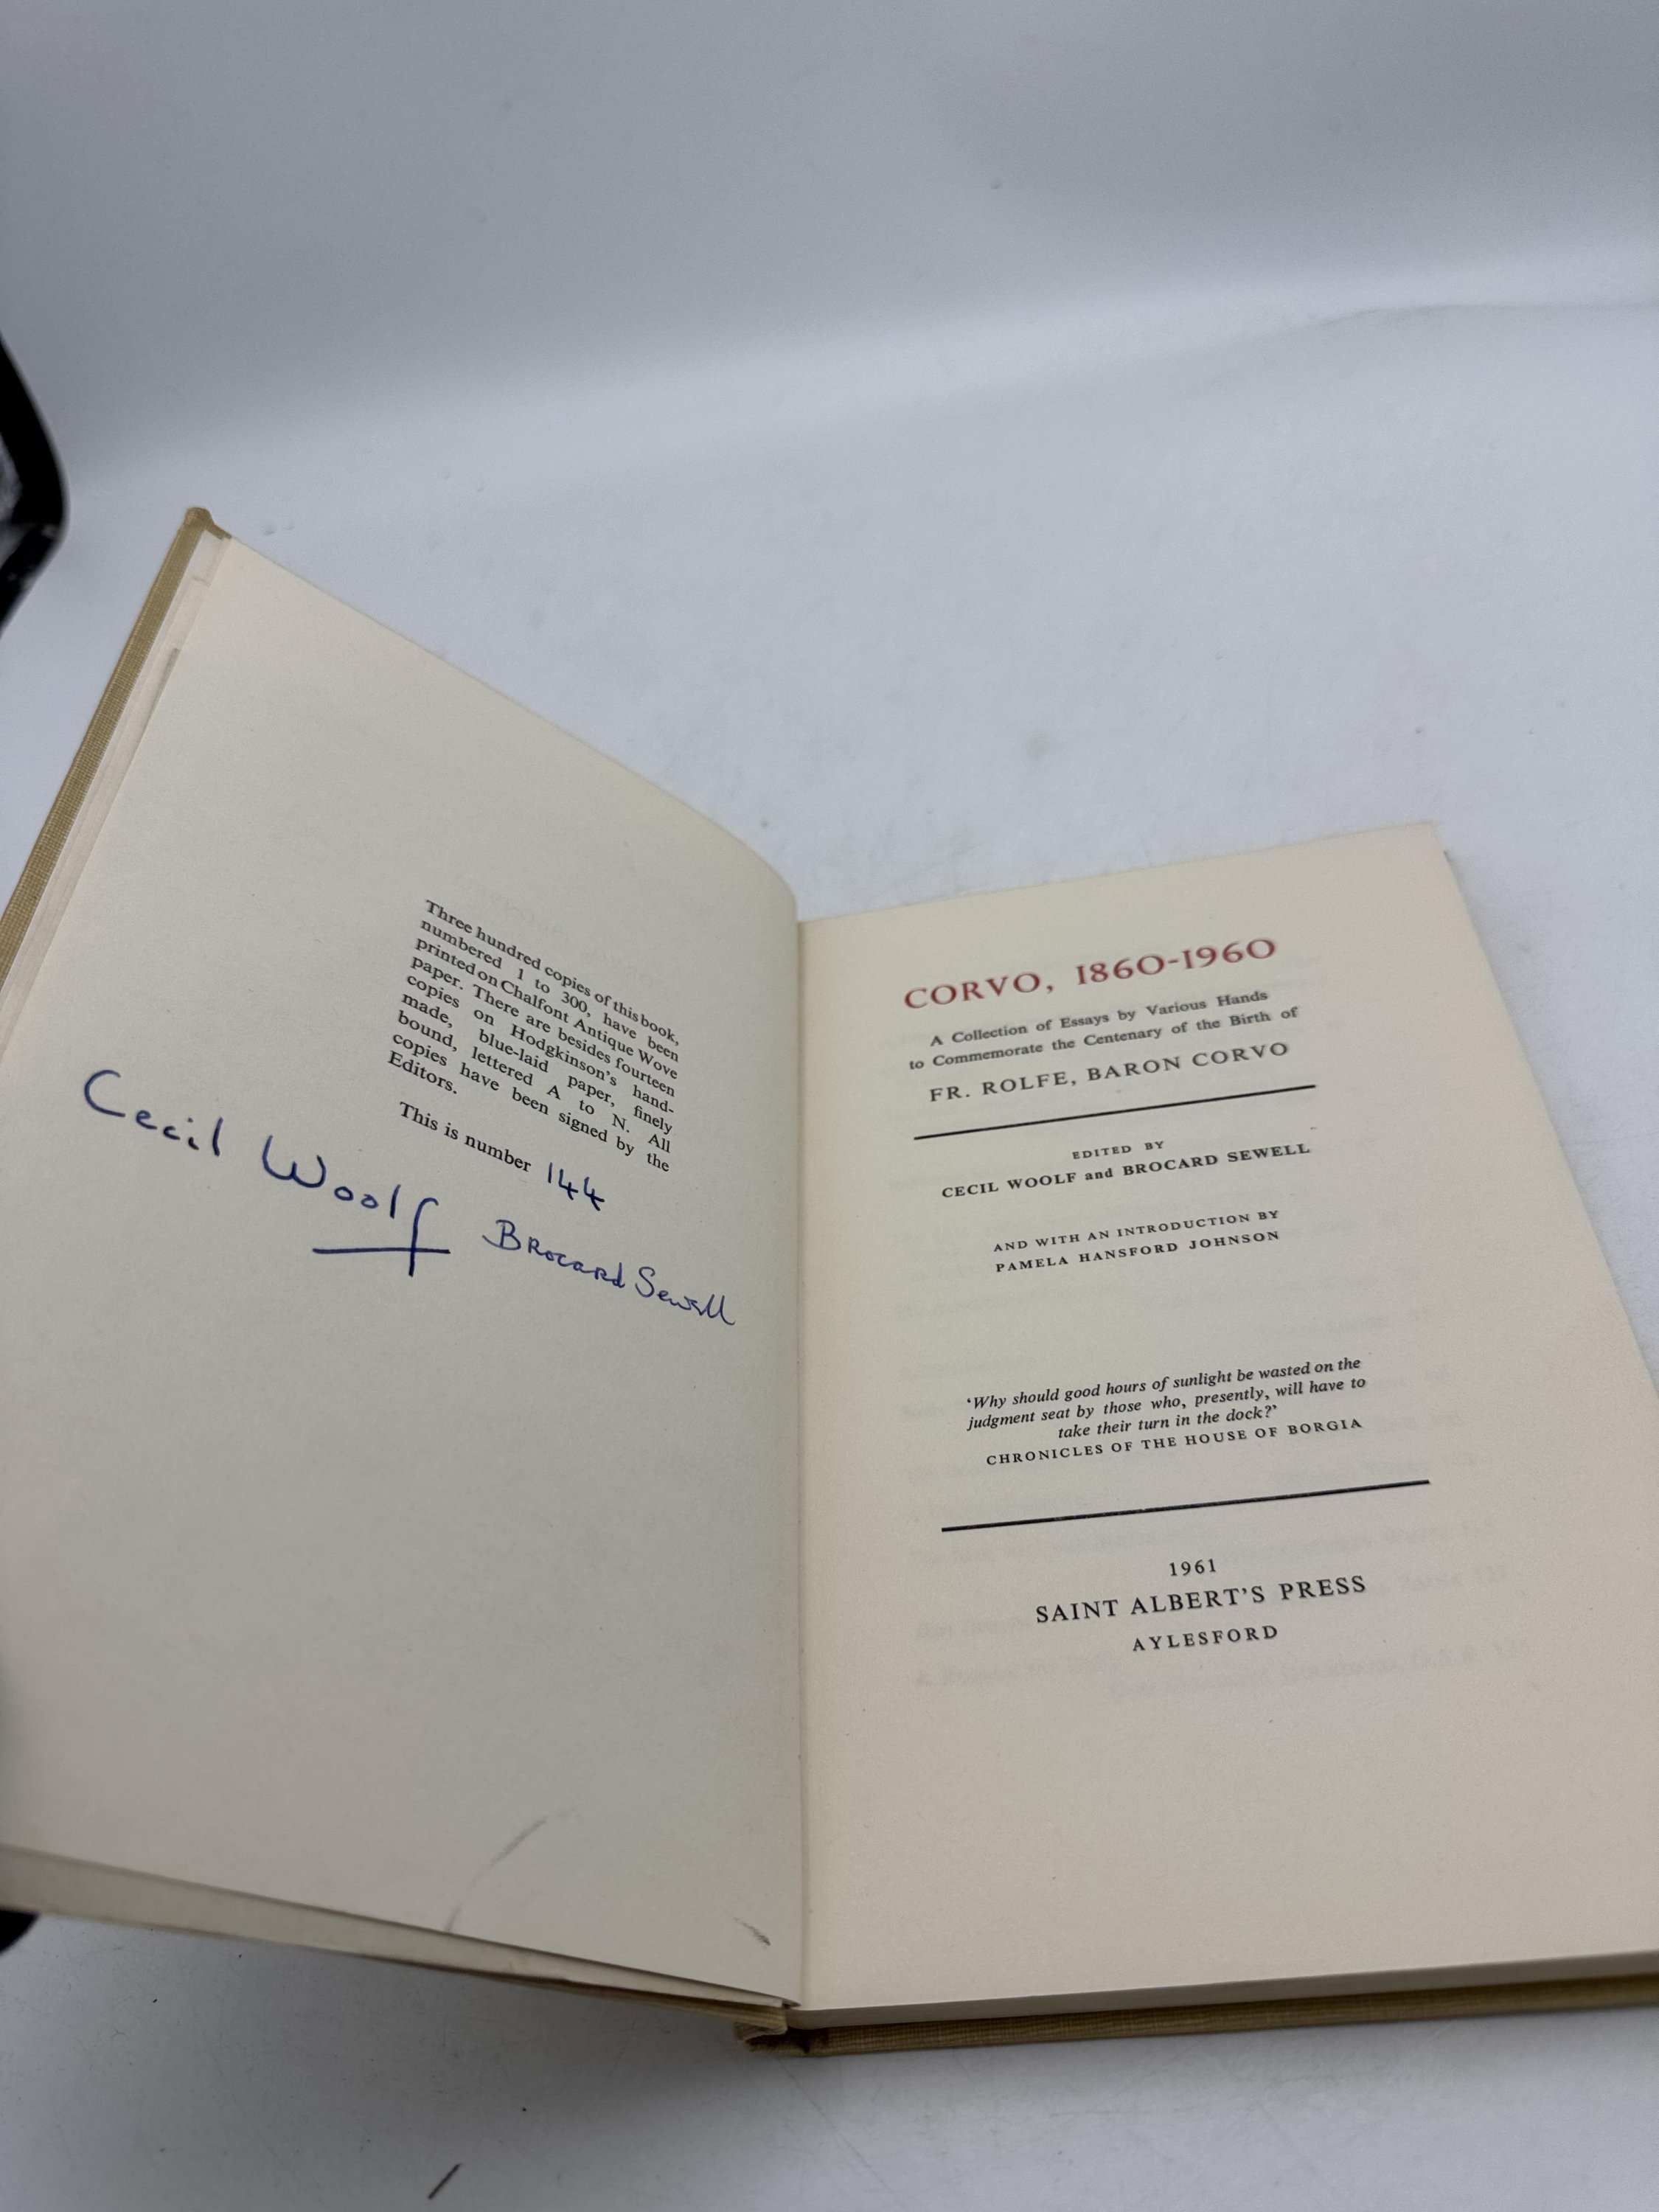 Three hundred copies of this book,
numbered 1 to 300, have been
printed on Chalfont Antique Wove
paper. There are besides fourteen
copies on Hodgkinson's hand-
made, blue-laid paper, finely
bound, lettered A to N. All
copies have been signed by the
Editors.
This is number 144
Cecil Woolf
Brocard Sewell
CORVO, 1860-1960
A Collection of Essays by Various Hands
to Commemorate the Centenary of the Birth of
FR. ROLFE, BARON CORVO
EDITED BY
CECIL WOOLF and BROCARD SEWELL
AND WITH AN INTRODUCTION BY
PAMELA HANSFORD JOHNSON
'Why should good hours of sunlight be wasted on the
judgment seat by those who, presently, will have to
take their turn in the dock?'
CHRONICLES OF THE HOUSE OF BORGIA
1961
SAINT ALBERT'S PRESS
AYLESFORD